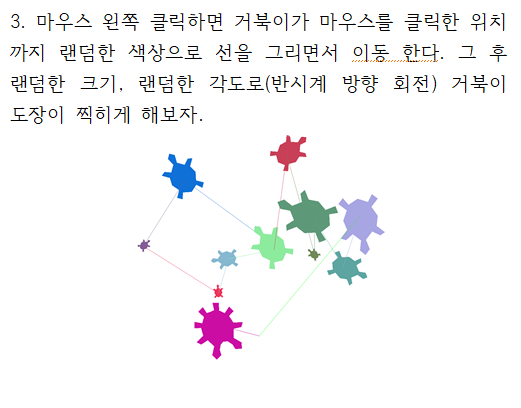 3. 마우스 왼쪽 클릭하면 거북이가 마우스를 클릭한 위치
까지 랜덤한 색상으로 선을 그리면서 이동 한다. 그 후
랜덤한 크기, 랜덤한 각도로(반시계 방향 회전) 거북이
도장이 찍히게 해보자.